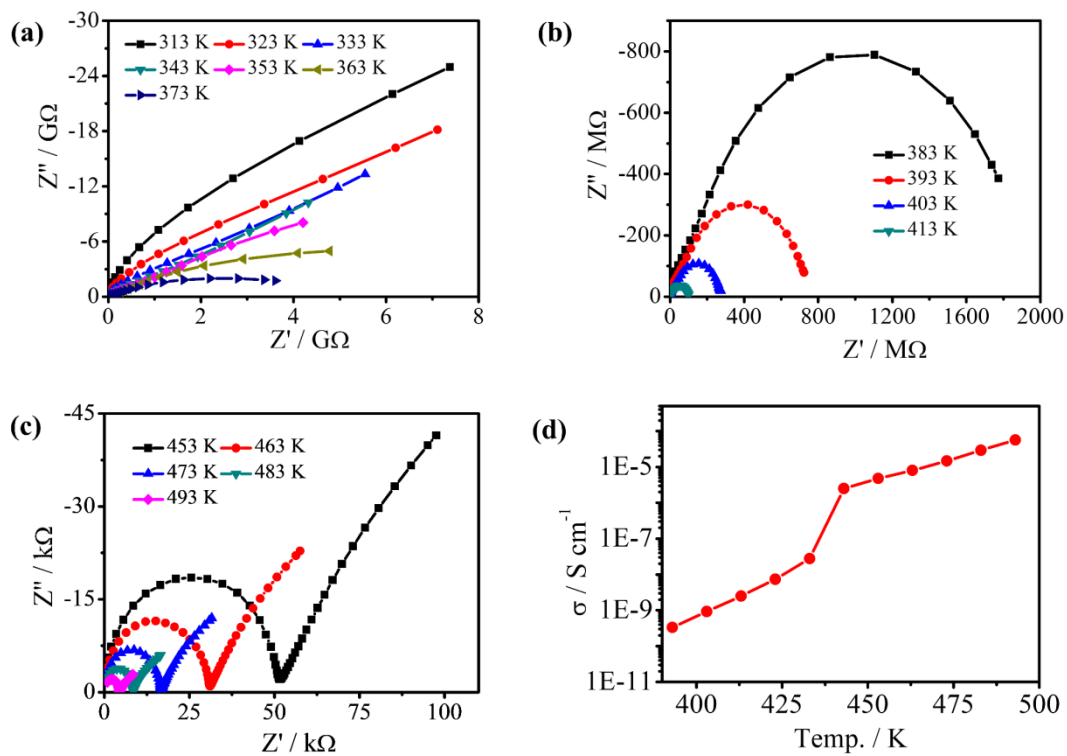 (a)
-30
-24
-18
-12
-6
0
Z'' / GΩ
313 K 323 K 333 K
343 K 353 K 363 K
373 K
0 2 4 6 8
Z' / GΩ
(b)
-800
-600
-400
-200
0
Z'' / MΩ
383 K
393 K
403 K
413 K
0 400 800 1200 1600 2000
Z' / MΩ
(c)
-45
-30
-15
0
Z'' / kΩ
453 K 463 K
473 K 483 K
493 K
0 25 50 75 100
Z' / kΩ
(d)
1E-5
1E-7
1E-9
1E-11
σ / S cm⁻¹
400 425 450 475 500
Temp. / K